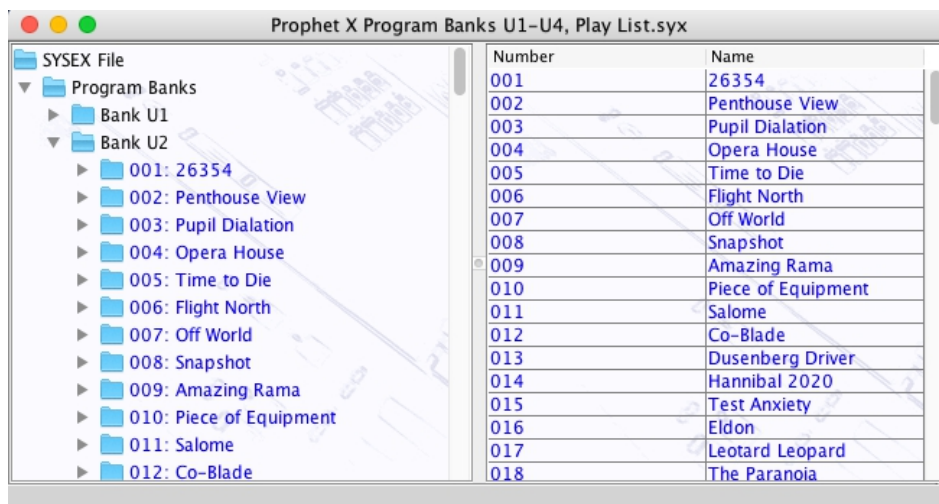 Prophet X Program Banks U1-U4, Play List.syx
SYSEX File
Program Banks
Bank U1
Bank U2
001: 26354
002: Penthouse View
003: Pupil Dialation
004: Opera House
005: Time to Die
006: Flight North
007: Off World
008: Snapshot
009: Amazing Rama
010: Piece of Equipment
011: Salome
012: Co-Blade
Number Name
001 26354
002 Penthouse View
003 Pupil Dialation
004 Opera House
005 Time to Die
006 Flight North
007 Off World
008 Snapshot
009 Amazing Rama
010 Piece of Equipment
011 Salome
012 Co-Blade
013 Dusenberg Driver
014 Hannibal 2020
015 Test Anxiety
016 Eldon
017 Leotard Leopard
018 The Paranoia